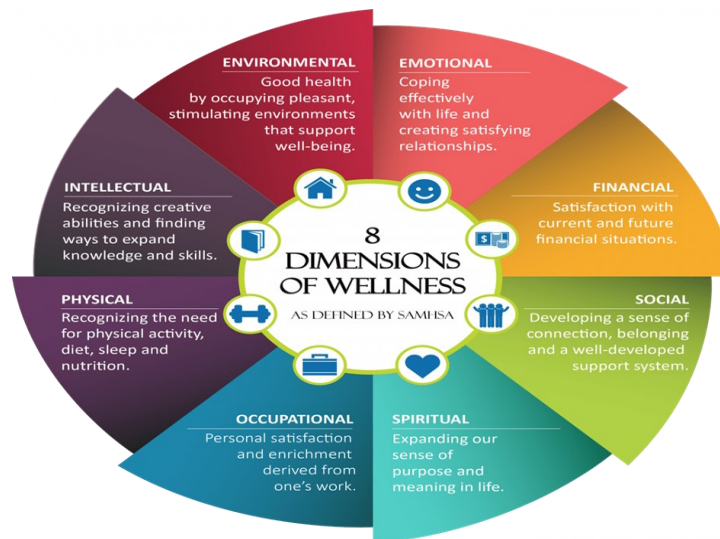 ENVIRONMENTAL
Good health
by occupying pleasant,
stimulating environments
that support
well-being.
EMOTIONAL
Coping
effectively
with life and
creating satisfying
relationships.
FINANCIAL
Satisfaction with
current and future
financial situations.
SOCIAL
Developing a sense of
connection, belonging
and a well-developed
support system.
SPIRITUAL
Expanding our
sense of
purpose and
meaning in life.
OCCUPATIONAL
Personal satisfaction
and enrichment
derived from
one's work.
PHYSICAL
Recognizing the need
for physical activity,
diet, sleep and
nutrition.
INTELLECTUAL
Recognizing creative
abilities and finding
ways to expand
knowledge and skills.
8
DIMENSIONS
OF WELLNESS
AS DEFINED BY SAMHSA
$